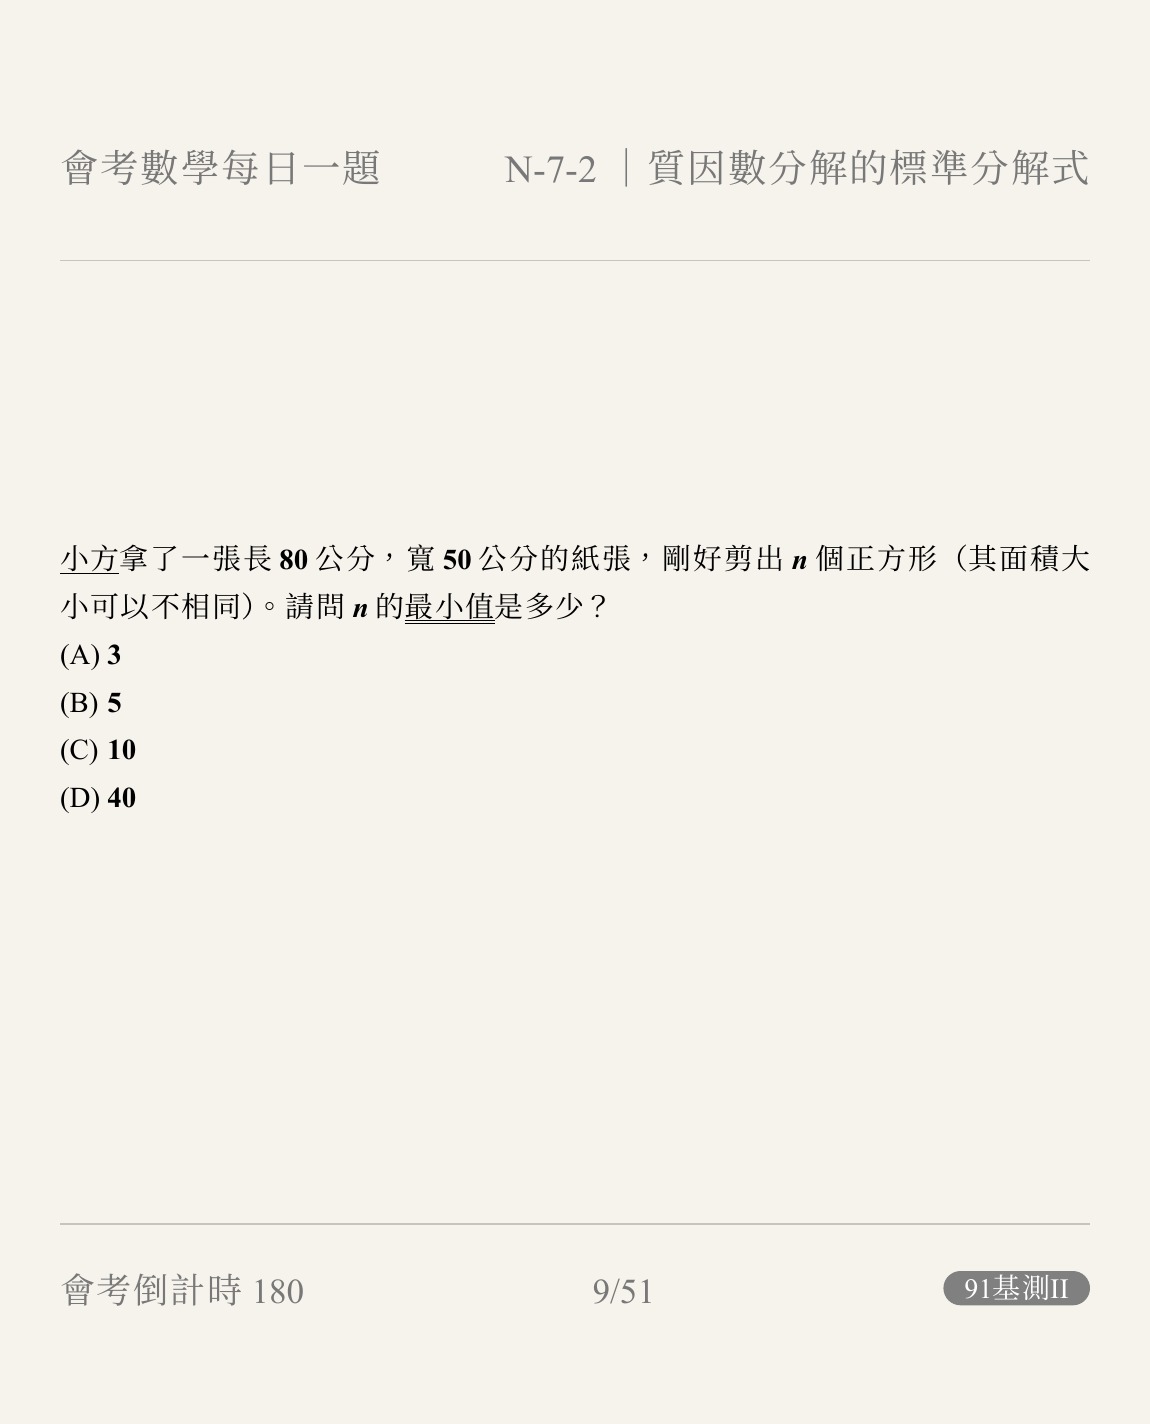 會考數學每日一題
N-7-2｜質因數分解的標準分解式
小方拿了一張長 80 公分，寬 50 公分的紙張，剛好剪出 n 個正方形（其面積大
小可以不相同）。請問 n 的最小值是多少？
(A) 3
(B) 5
(C) 10
(D) 40
會考倒計時 180
9/51
91基測II